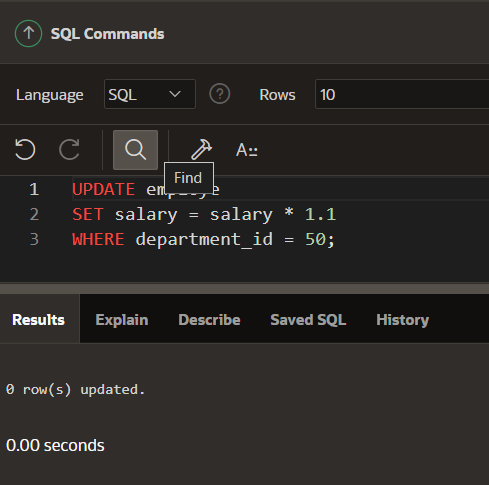 SQL Commands
Language SQL Rows 10
A::
Find
1 UPDATE employe
2 SET salary = salary * 1.1
3 WHERE department_id = 50;
Results Explain Describe Saved SQL History
0 row(s) updated.
0.00 seconds